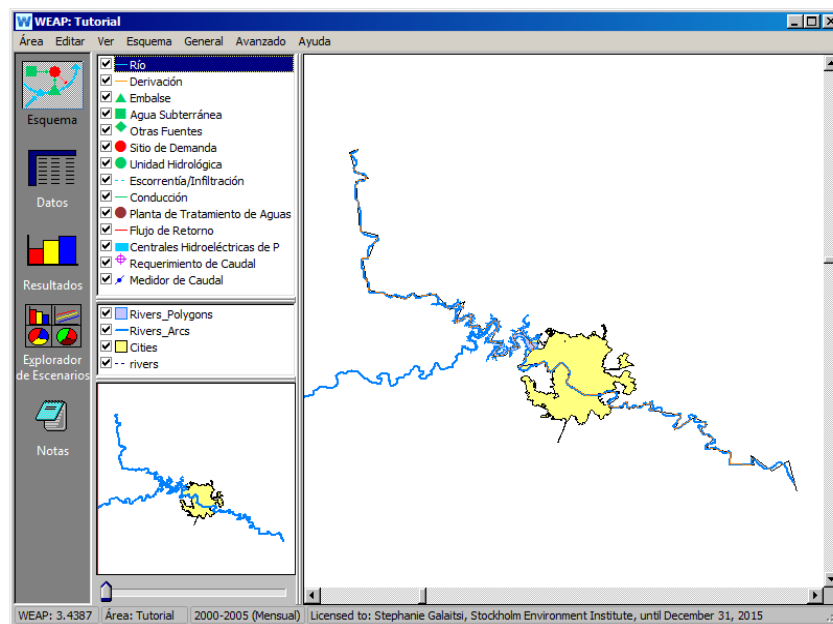 WEAP: Tutorial
Área Editar Ver Esquema General Avanzado Ayuda
Esquema
Datos
Resultados
Explorador
de Escenarios
Notas
Río
Derivación
Embalse
Agua Subterránea
Otras Fuentes
Sitio de Demanda
Unidad Hidrológica
Escorrentía/Infiltración
Conducción
Planta de Tratamiento de Aguas
Flujo de Retorno
Centrales Hidroeléctricas de P
Requerimiento de Caudal
Medidor de Caudal
Rivers_Polygons
Rivers_Arcs
Cities
rivers
WEAP: 3.4387 Área: Tutorial 2000-2005 (Mensual) Licensed to: Stephanie Galaitsi, Stockholm Environment Institute, until December 31, 2015